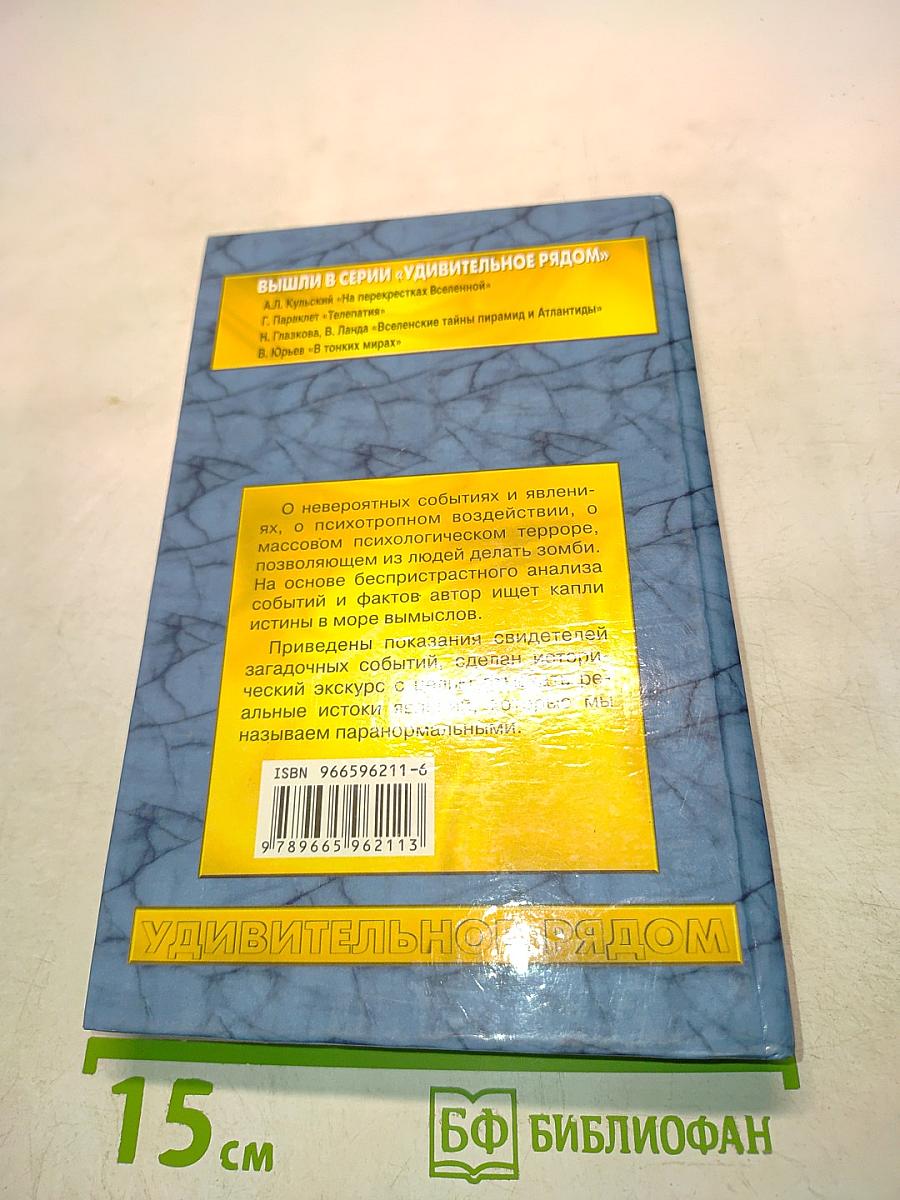 ВЫШЛИ В СЕРИИ «УДИВИТЕЛЬНОЕ РЯДОМ»
А.Л. Кульский «На перекрестках Вселенной»
Г. Параклет «Телепатия»
Н. Глазкова, В. Ланда «Вселенские тайны пирамид и Атлантиды»
В. Юрьев «В тонких мирах»
О невероятных событиях и явлени-
ях, о психотропном воздействии, о
массовом психологическом терроре,
позволяющем из людей делать зомби.
На основе беспристрастного анализа
событий и фактов автор ищет капли
истины в море вымыслов.
Приведены показания свидетелей
загадочных событий, сделан истори-
ческий экскурс с ре-
альные истоки которые мы
называем паранормальными.
ISBN 966596211-6
9 789665 962113
УДИВИТЕЛЬНОЕ РЯДОМ
15 см
БФ БИБЛИОФАН